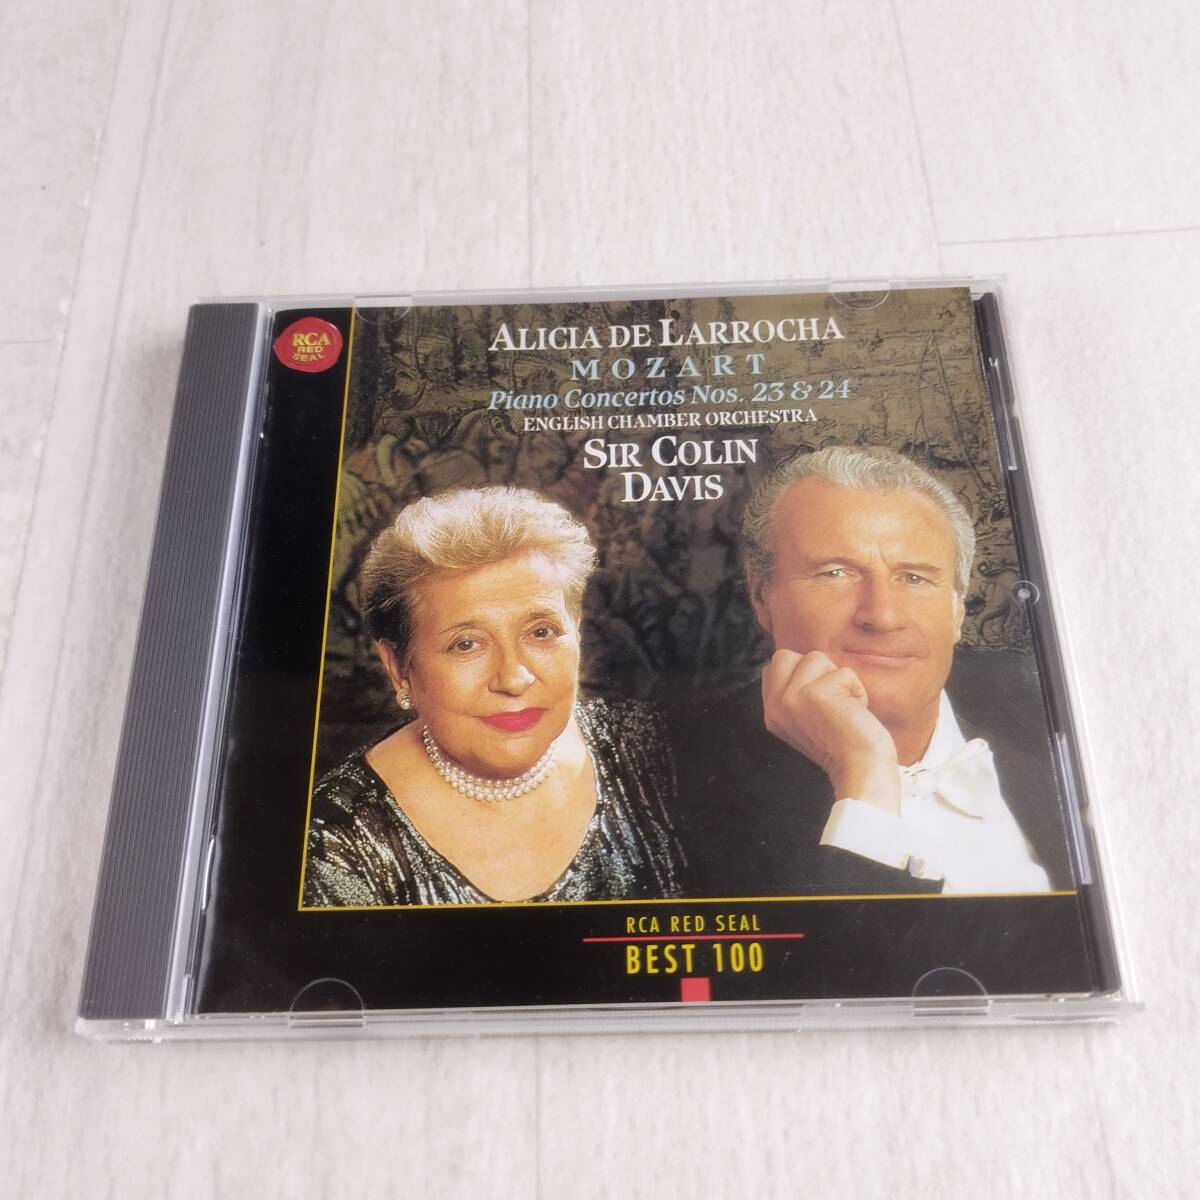 RCA
RED
SEAL
ALICIA DE LARROCHA
MOZART
Piano Concertos Nos. 23 & 24
ENGLISH CHAMBER ORCHESTRA
SIR COLIN
DAVIS
RCA RED SEAL
BEST 100